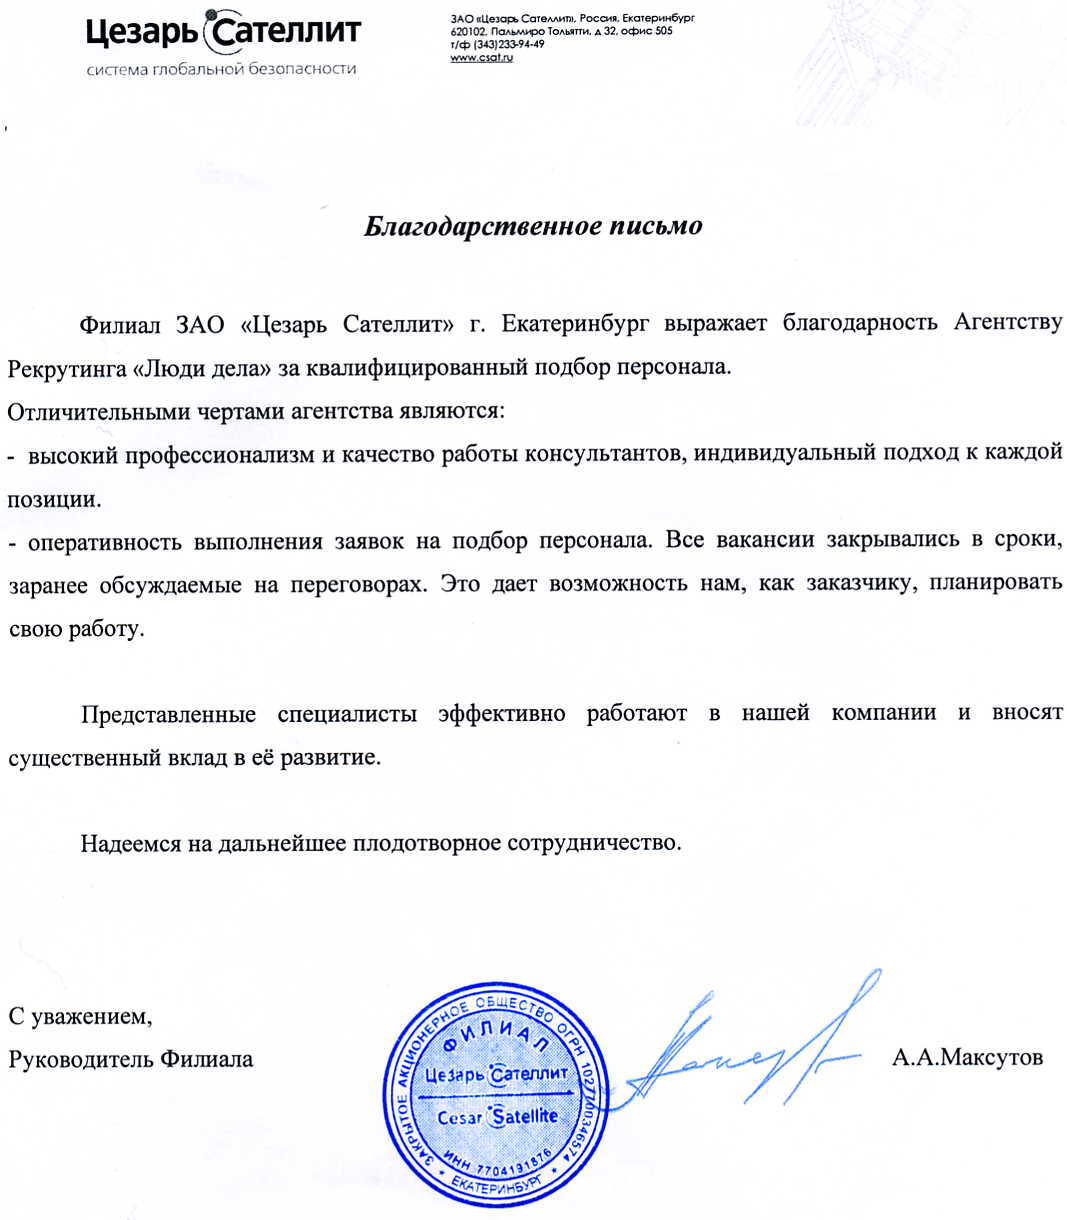 Цезарь Сателлит
система глобальной безопасности
ЗАО «Цезарь Сателлит», Россия, Екатеринбург
620102, Пальмиро Тольятти, д 32, офис 505
т/ф (343)233-94-49
www.csat.ru
Благодарственное письмо
Филиал ЗАО «Цезарь Сателлит» г. Екатеринбург выражает благодарность Агентству
Рекрутинга «Люди дела» за квалифицированный подбор персонала.
Отличительными чертами агентства являются:
- высокий профессионализм и качество работы консультантов, индивидуальный подход к каждой
позиции.
- оперативность выполнения заявок на подбор персонала. Все вакансии закрывались в сроки,
заранее обсуждаемые на переговорах. Это дает возможность нам, как заказчику, планировать
свою работу.
Представленные специалисты эффективно работают в нашей компании и вносят
существенный вклад в её развитие.
Надеемся на дальнейшее плодотворное сотрудничество.
С уважением,
Руководитель Филиала
А.А.Максутов
ЗАКРЫТОЕ АКЦИОНЕРНОЕ ОБЩЕСТВО ОГРН 1027700346574
ФИЛИАЛ
Цезарь Сателлит
Cesar Satellite
ИНН 7704191876
* ЕКАТЕРИНБУРГ *